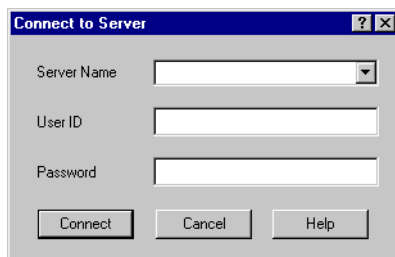 Connect to Server
Server Name
User ID
Password
Connect Cancel Help